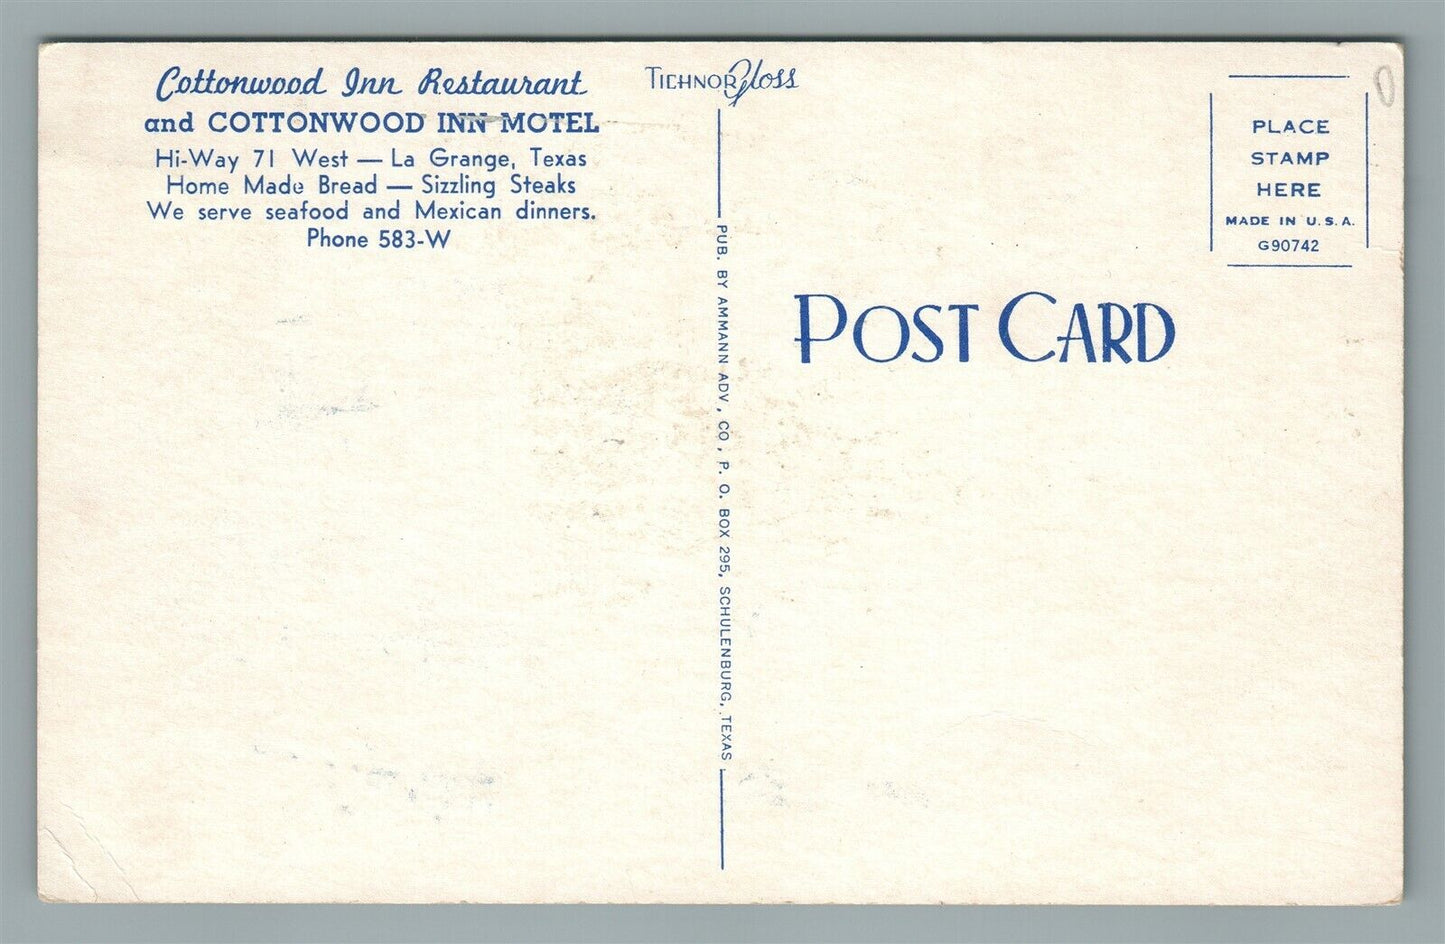 Cottonwood Inn Restaurant
and COTTONWOOD INN MOTEL
Hi-Way 71 West — La Grange, Texas
Home Made Bread — Sizzling Steaks
We serve seafood and Mexican dinners.
Phone 583-W
TICHNOR Gloss
PUB. BY AMMANN ADV, CO, P. O. BOX 295, SCHULENBURG, TEXAS
PLACE
STAMP
HERE
MADE IN U.S.A.
G90742
POST CARD
0